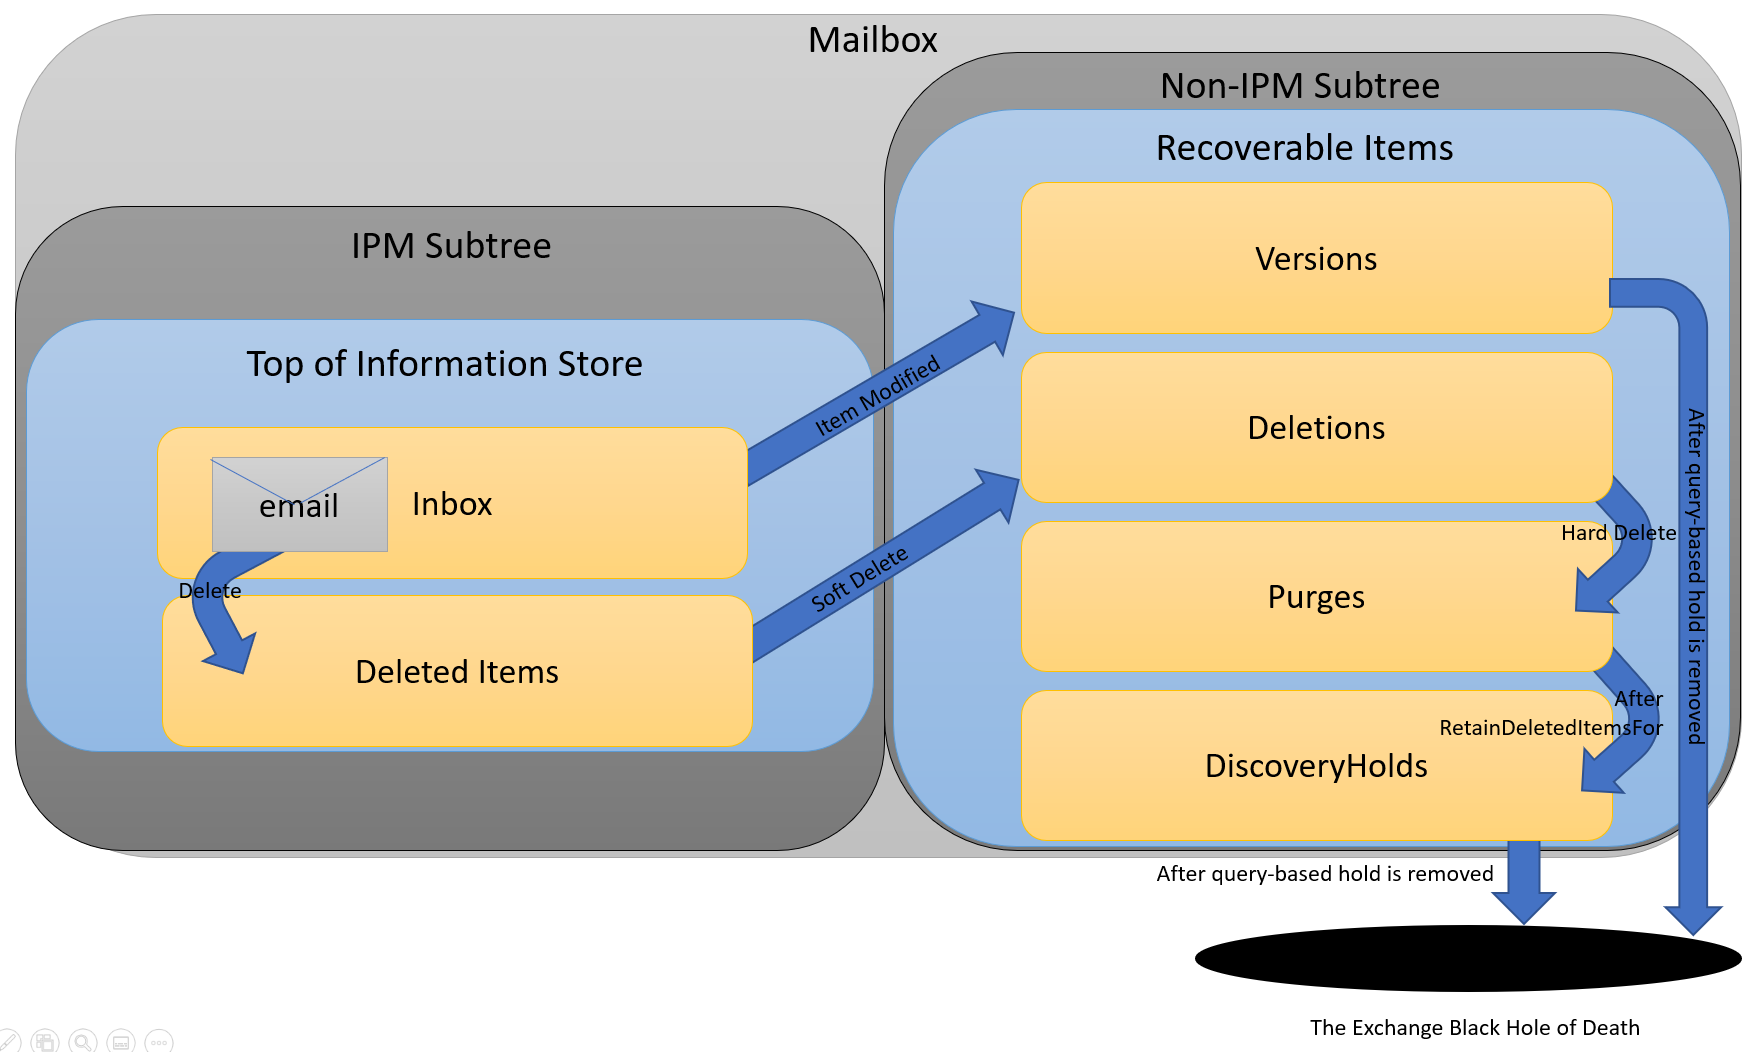 Mailbox
Non-IPM Subtree
Recoverable Items
Versions
IPM Subtree
Top of Information Store
Item Modified
Deletions
After query-based hold is removed
email
Inbox
Hard Delete
Soft Delete
Delete
Purges
Deleted Items
After
RetainDeletedItemsFor
DiscoveryHolds
After query-based hold is removed
The Exchange Black Hole of Death